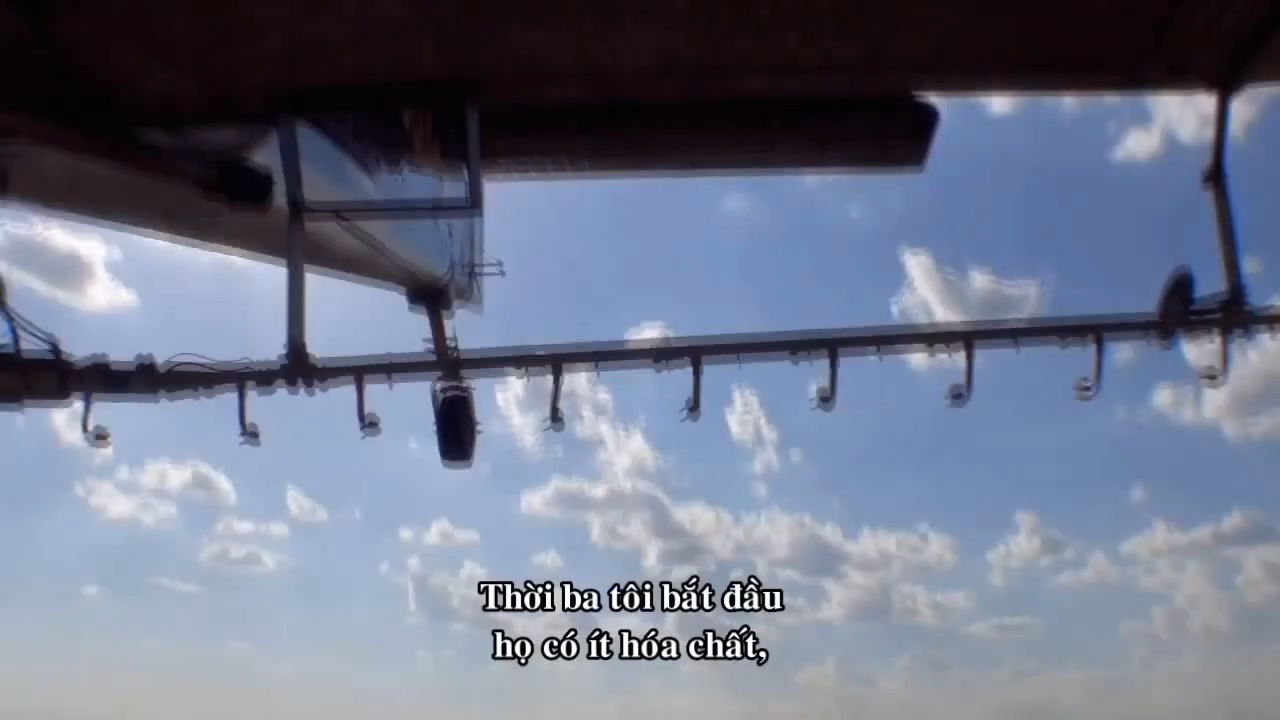 Thời ba tôi bắt đầu
họ có ít hóa chất,